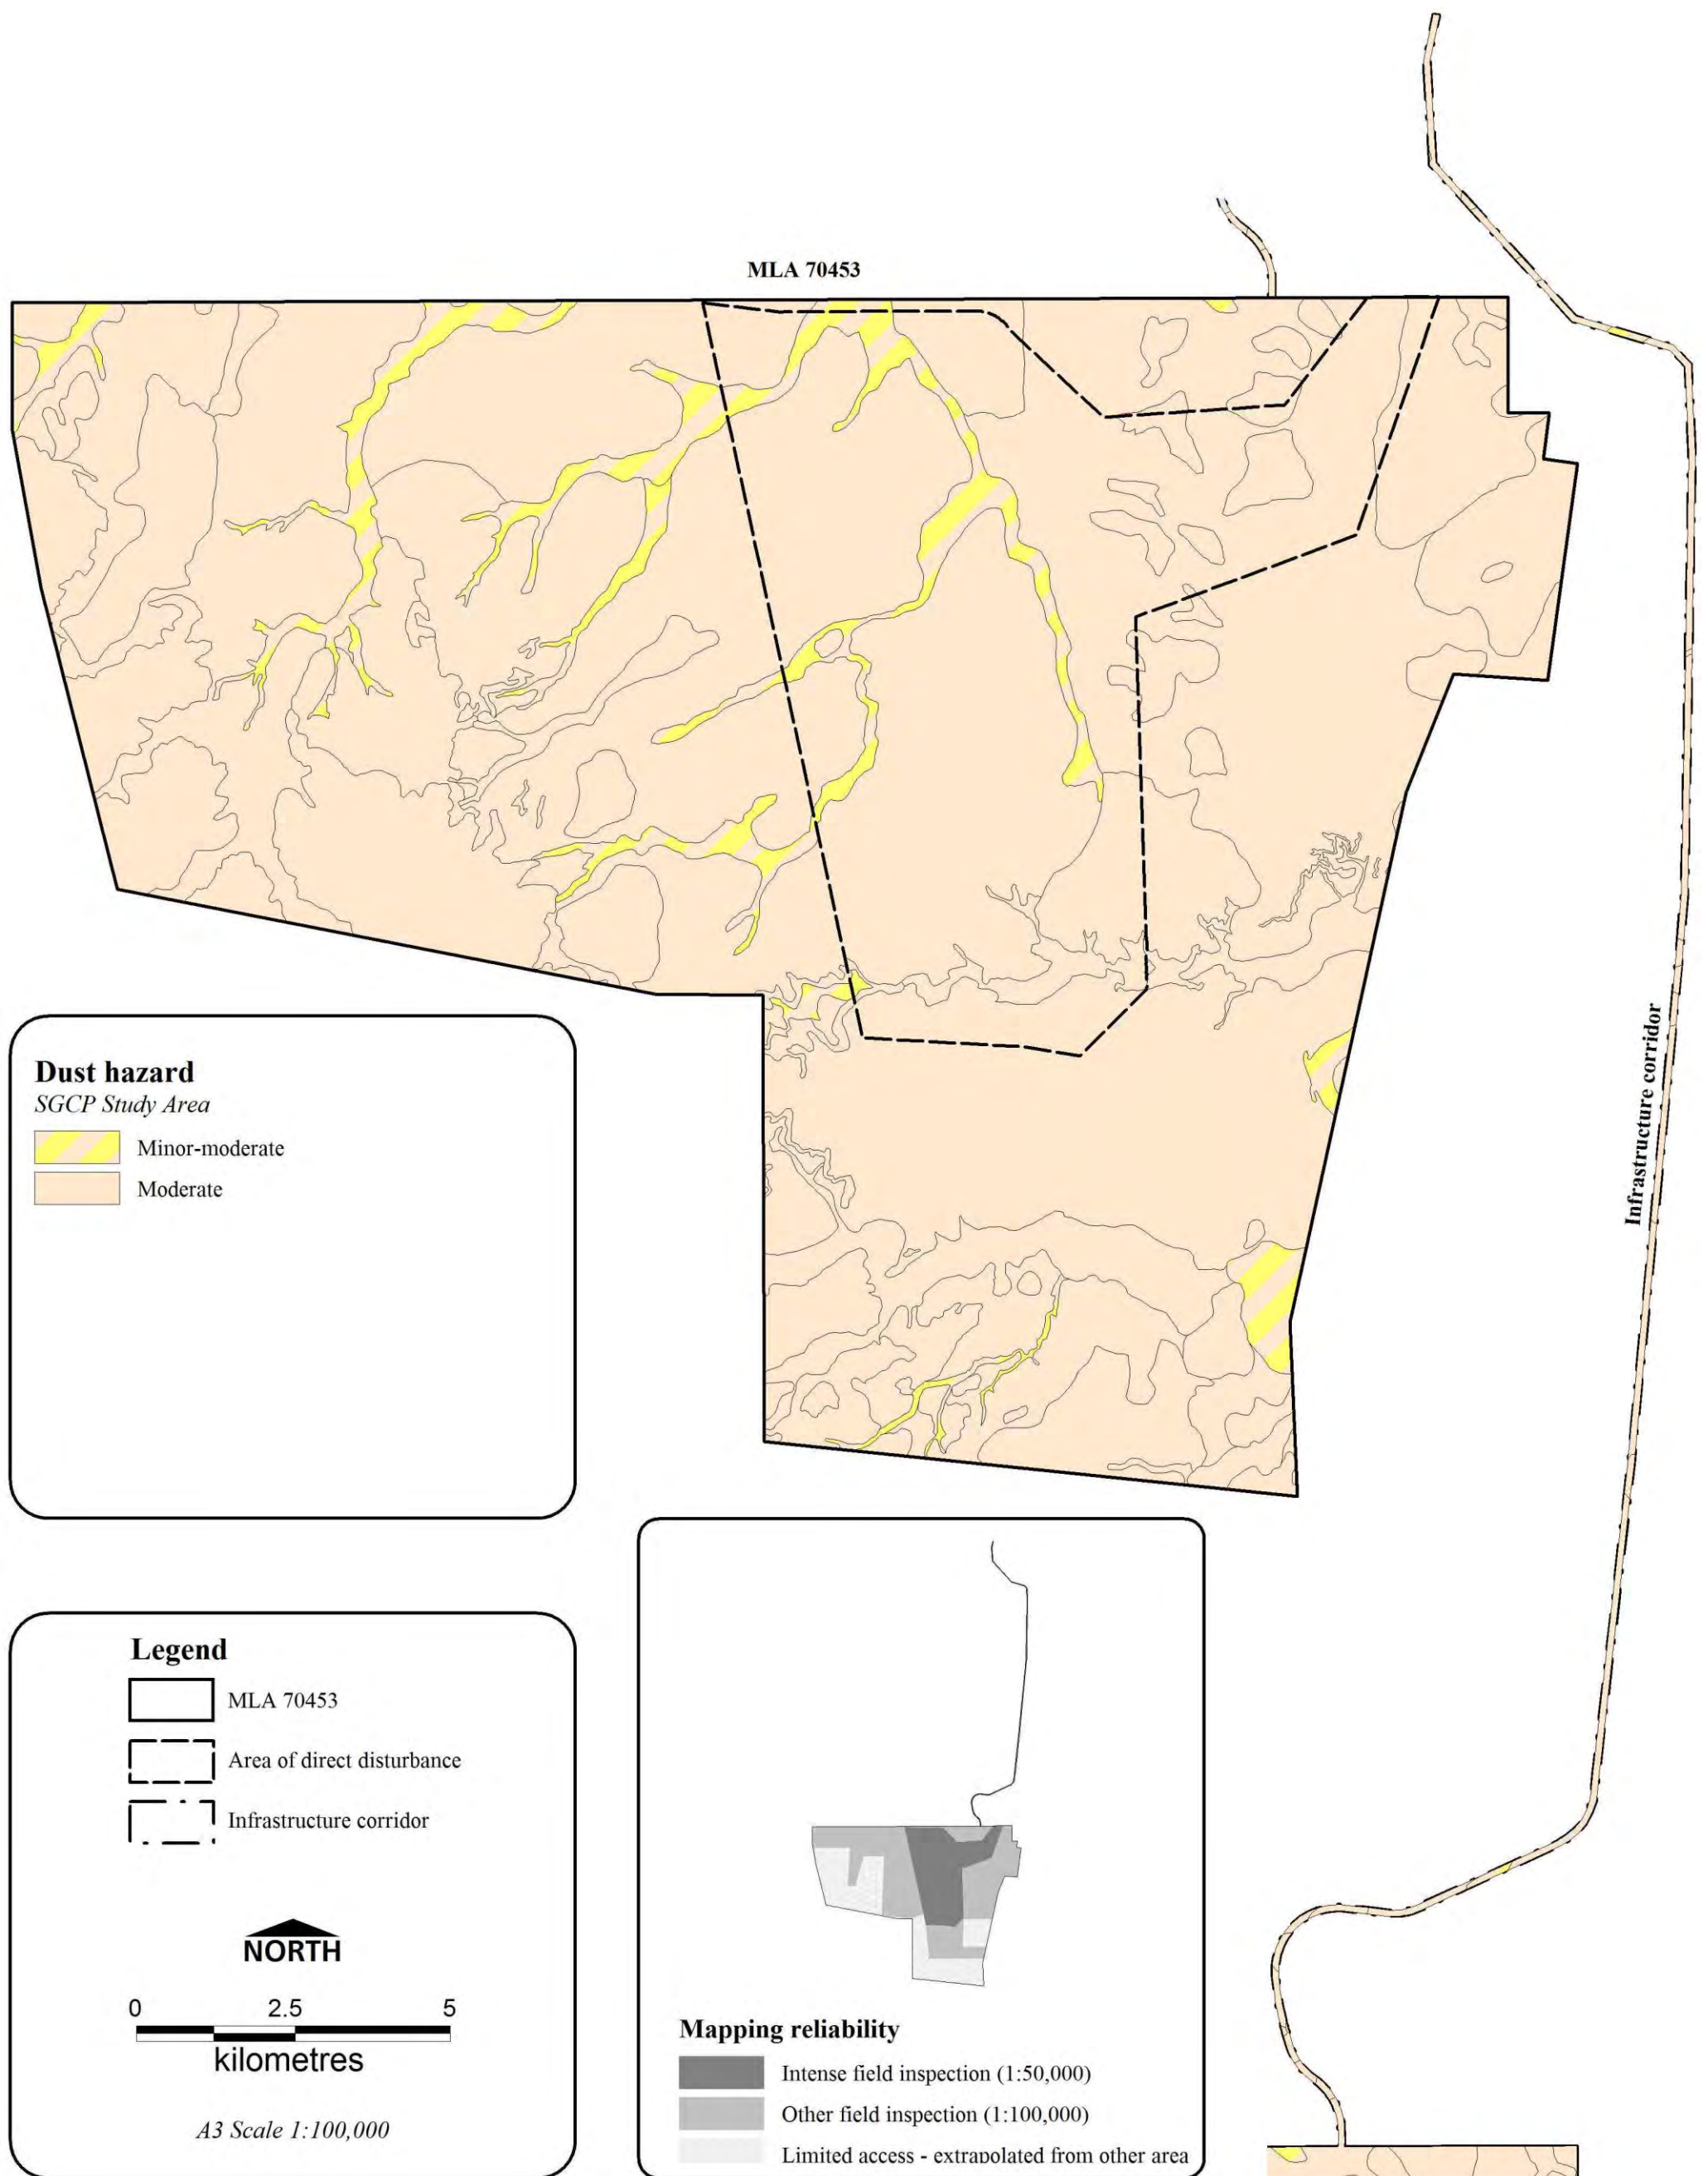 MLA 70453
Infrastructure corridor
Dust hazard
SGCP Study Area
Minor-moderate
Moderate
Legend
MLA 70453
Area of direct disturbance
Infrastructure corridor
NORTH
0 2.5 5
kilometres
A3 Scale 1:100,000
Mapping reliability
Intense field inspection (1:50,000)
Other field inspection (1:100,000)
Limited access - extrapolated from other area